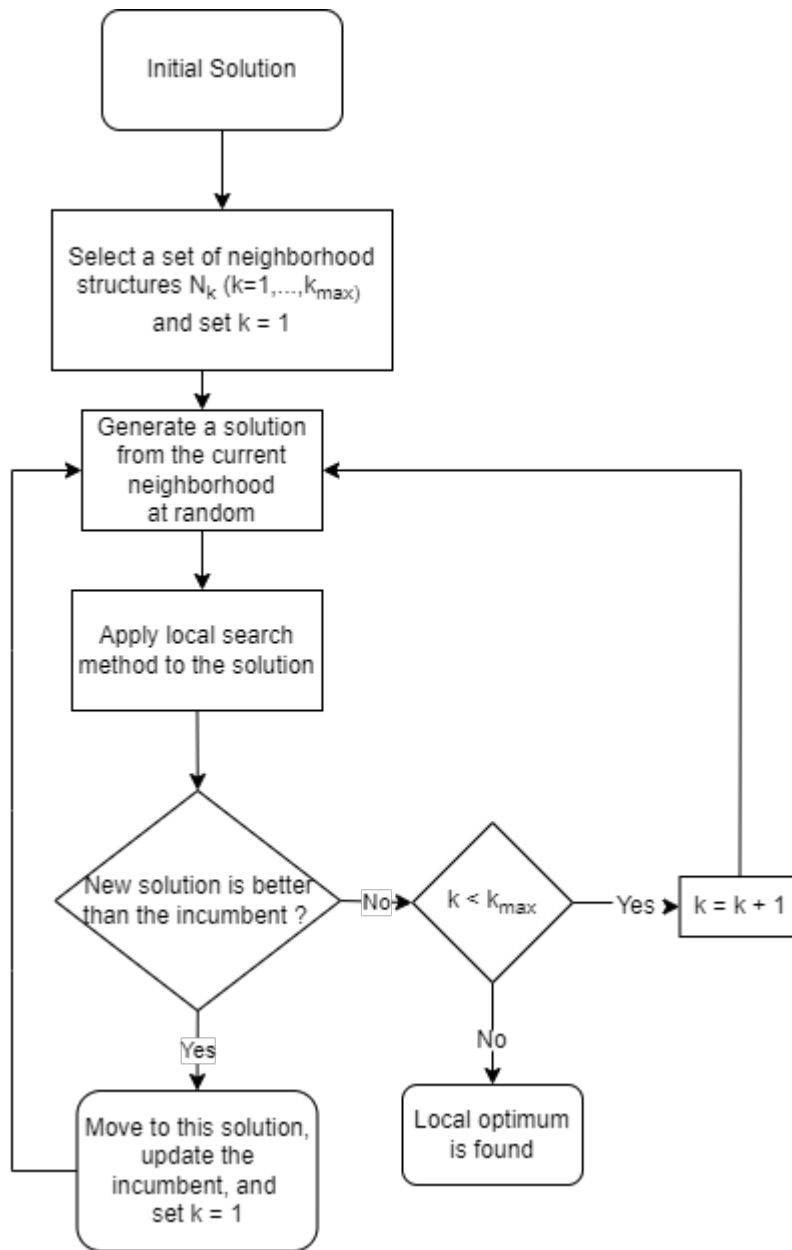 Initial Solution
Select a set of neighborhood
structures Nk (k=1,...,kmax)
and set k = 1
Generate a solution
from the current
neighborhood
at random
Apply local search
method to the solution
New solution is better
than the incumbent ?
No
k < kmax
Yes
k = k + 1
Yes
No
Move to this solution,
update the
incumbent, and
set k = 1
Local optimum
is found